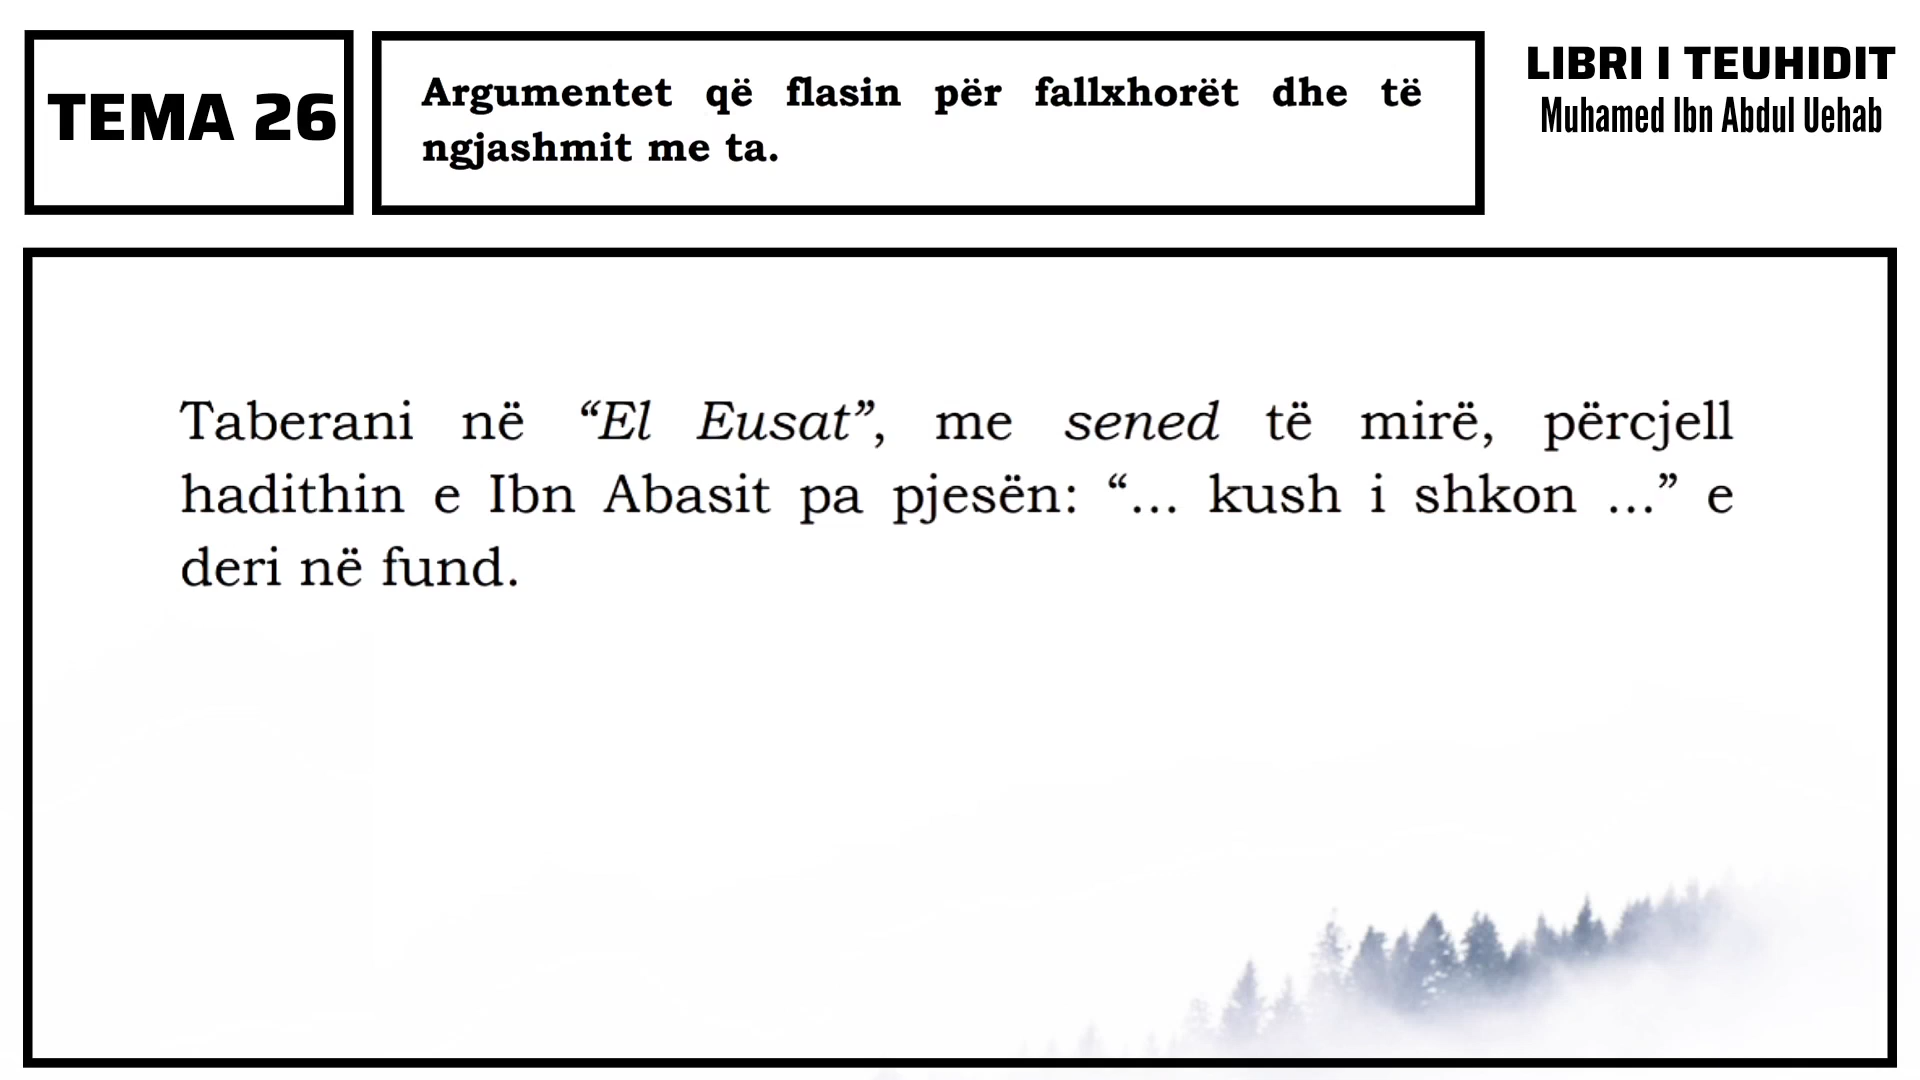 TEMA 26
Argumentet që flasin për fallxhorët dhe të
ngjashmit me ta.
LIBRI I TEUHIDIT
Muhamed Ibn Abdul Uehab
Taberani në “El Eusat”, me sened të mirë, përcjell
hadithin e Ibn Abasit pa pjesën: “... kush i shkon ...” e
deri në fund.